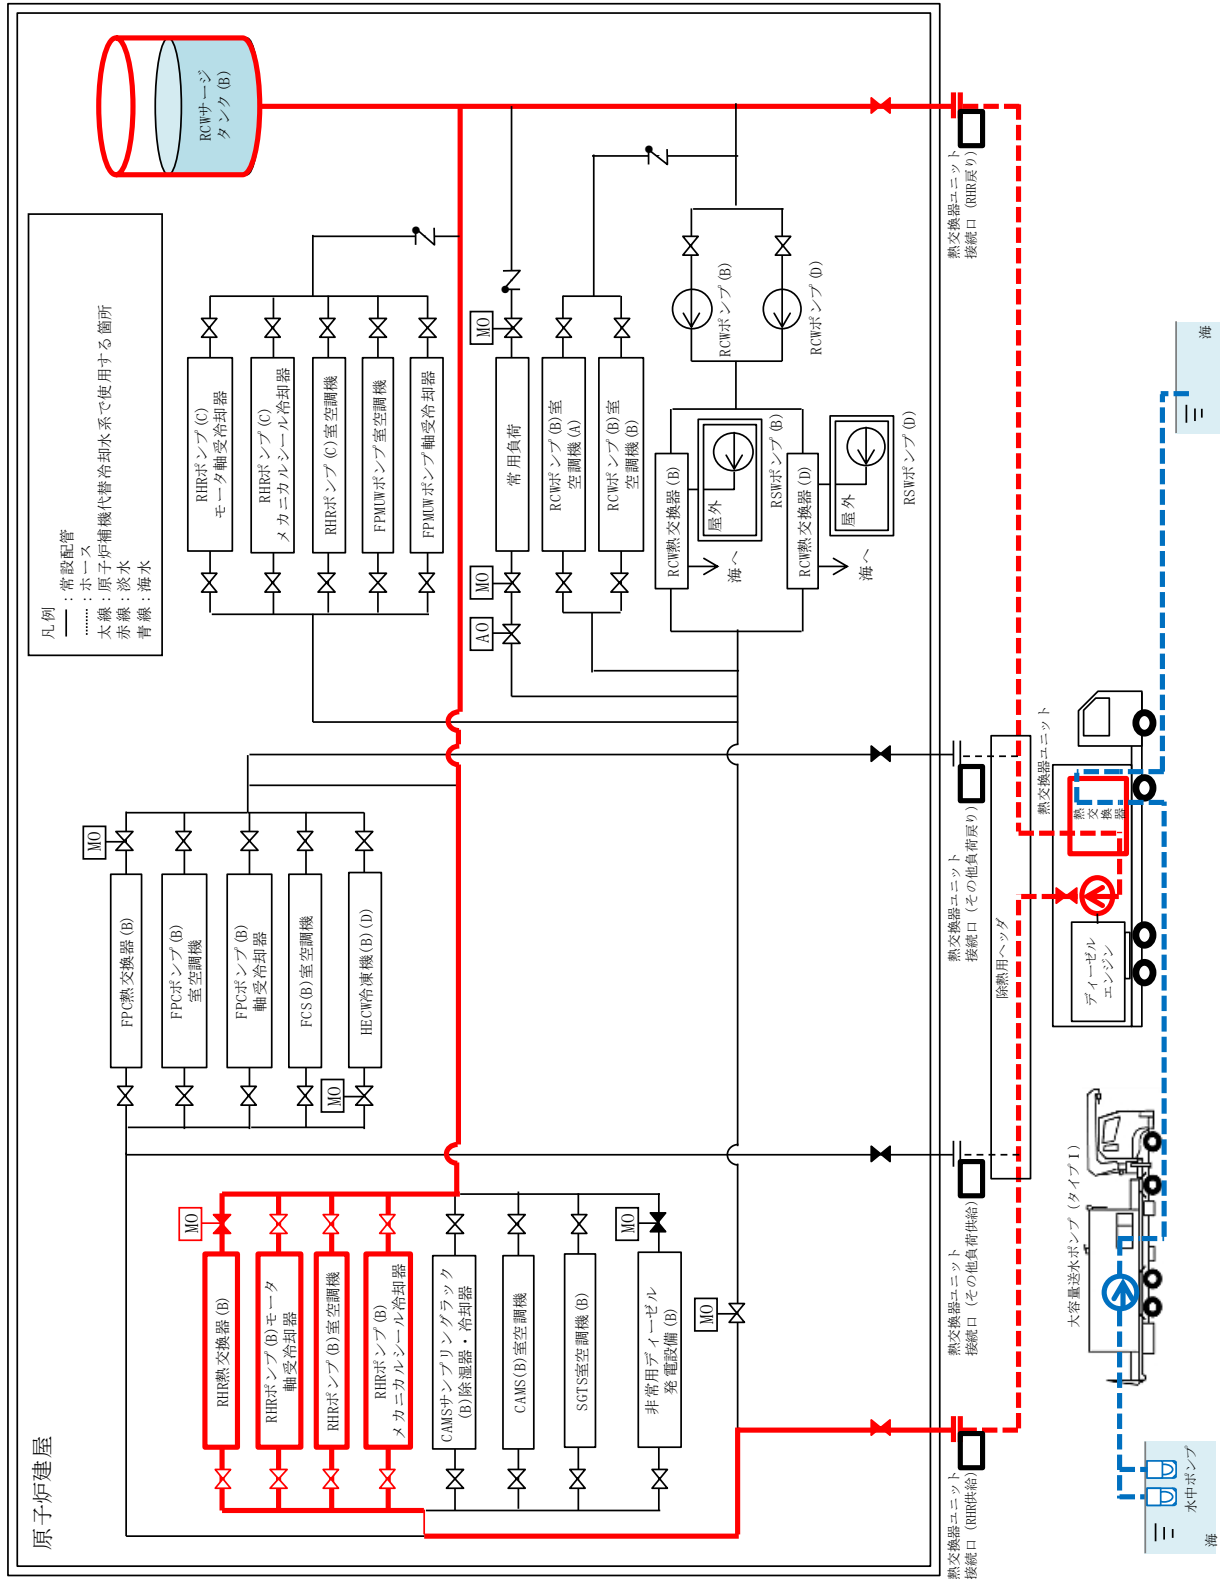 原子炉建屋
凡例
━━ : 常設配管
┅┅ : ホース
太線 : 原子炉補機代替冷却水系で使用する箇所
赤線 : 淡水
青線 : 海水
RCWサージ
タンク(B)
RHRポンプ(C)
モータ軸受冷却器
RHRポンプ(C)
メカニカルシール冷却器
RHRポンプ(C)室空調機
FPMUWポンプ室空調機
FPMUWポンプ軸受冷却器
MO
常用負荷
MO
AO
RCWポンプ(B)室
空調機(A)
RCWポンプ(B)室
空調機(B)
RCWポンプ(B)
RCWポンプ(D)
RCW熱交換器(B)
屋外
RSWポンプ(B)
海へ
RCW熱交換器(D)
屋外
RSWポンプ(D)
海へ
MO
FPC熱交換器(B)
FPCポンプ(B)
室空調機
FPCポンプ(B)
軸受冷却器
FCS(B)室空調機
HECW冷凍機(B)(D)
MO
MO
RHR熱交換器(B)
RHRポンプ(B)モータ
軸受冷却器
RHRポンプ(B)室空調機
RHRポンプ(B)
メカニカルシール冷却器
CAMSサンプリングラック
(B)除湿器・冷却器
CAMS(B)室空調機
SGTS室空調機(B)
MO
非常用ディーゼル
発電設備(B)
MO
熱交換器ユニット
接続口（RHR戻り）
熱交換器ユニット
接続口（その他負荷戻り）
熱交換器ユニット
接続口（その他負荷供給）
熱交換器ユニット
接続口（RHR供給）
除熱用ヘッダ
熱交換器ユニット
熱交換器
ディーゼル
エンジン
大容量送水ポンプ（タイプⅠ）
水中ポンプ
海
海